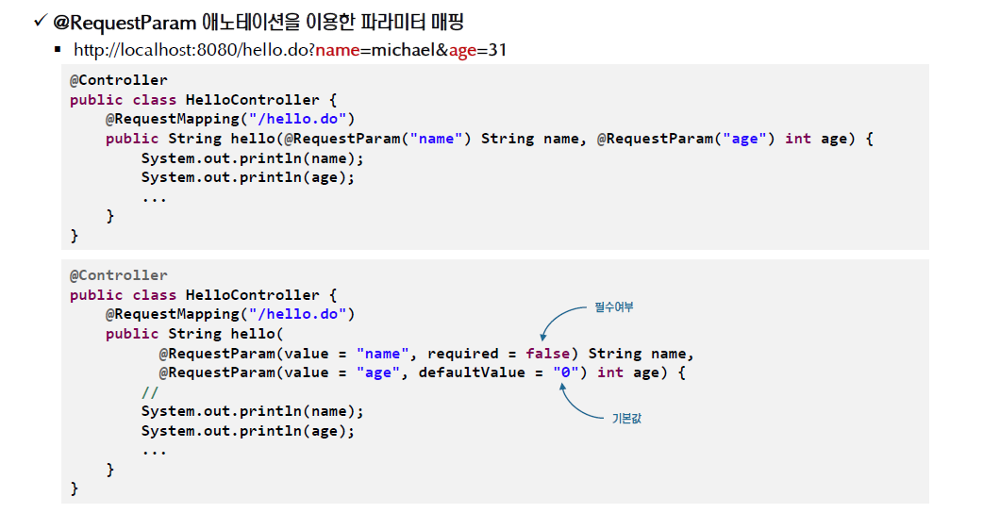 ✓ @RequestParam 애노테이션을 이용한 파라미터 매핑
▪ http://localhost:8080/hello.do?name=michael&age=31
@Controller
public class HelloController {
    @RequestMapping("/hello.do")
    public String hello(@RequestParam("name") String name, @RequestParam("age") int age) {
        System.out.println(name);
        System.out.println(age);
        ...
    }
}
@Controller
public class HelloController {
    @RequestMapping("/hello.do")
    public String hello(
          @RequestParam(value = "name", required = false) String name,
          @RequestParam(value = "age", defaultValue = "0") int age) {
        //
        System.out.println(name);
        System.out.println(age);
        ...
    }
}
필수여부
기본값